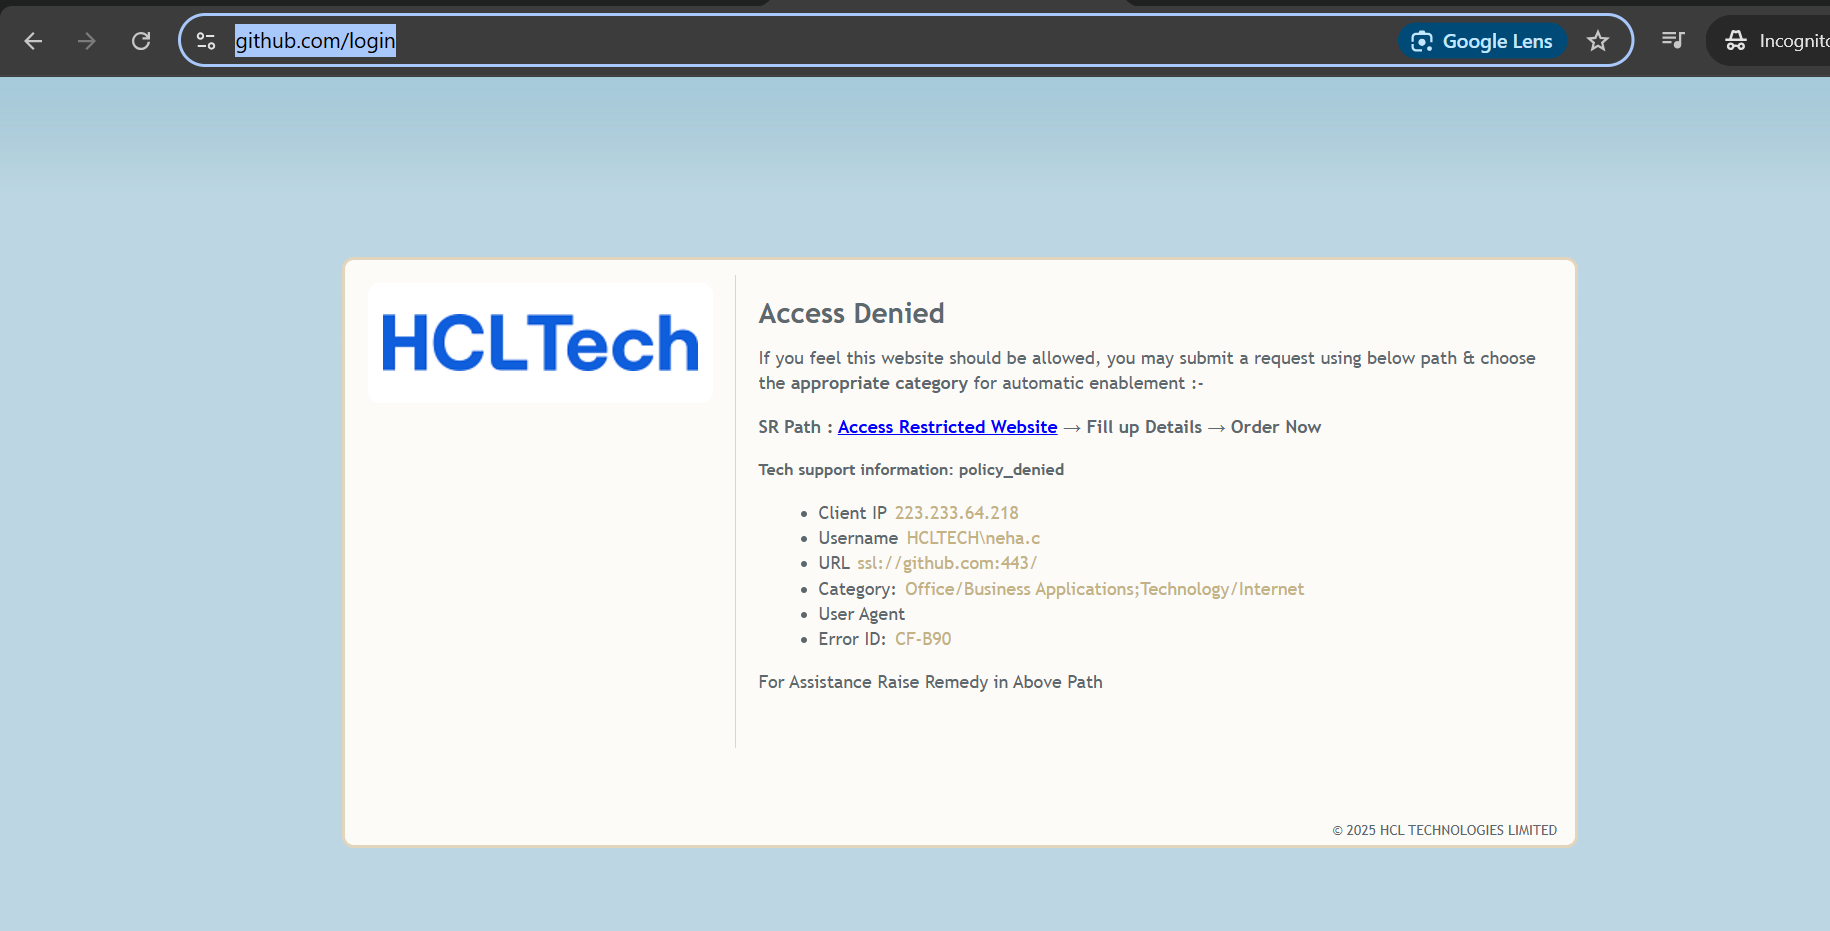 github.com/login
Google Lens
HCLTech
Access Denied
If you feel this website should be allowed, you may submit a request using below path & choose
the appropriate category for automatic enablement :-
SR Path : Access Restricted Website → Fill up Details → Order Now
Tech support information: policy_denied
• Client IP 223.233.64.218
• Username HCLTECH\neha.c
• URL ssl://github.com:443/
• Category: Office/Business Applications;Technology/Internet
• User Agent
• Error ID: CF-B90
For Assistance Raise Remedy in Above Path
© 2025 HCL TECHNOLOGIES LIMITED